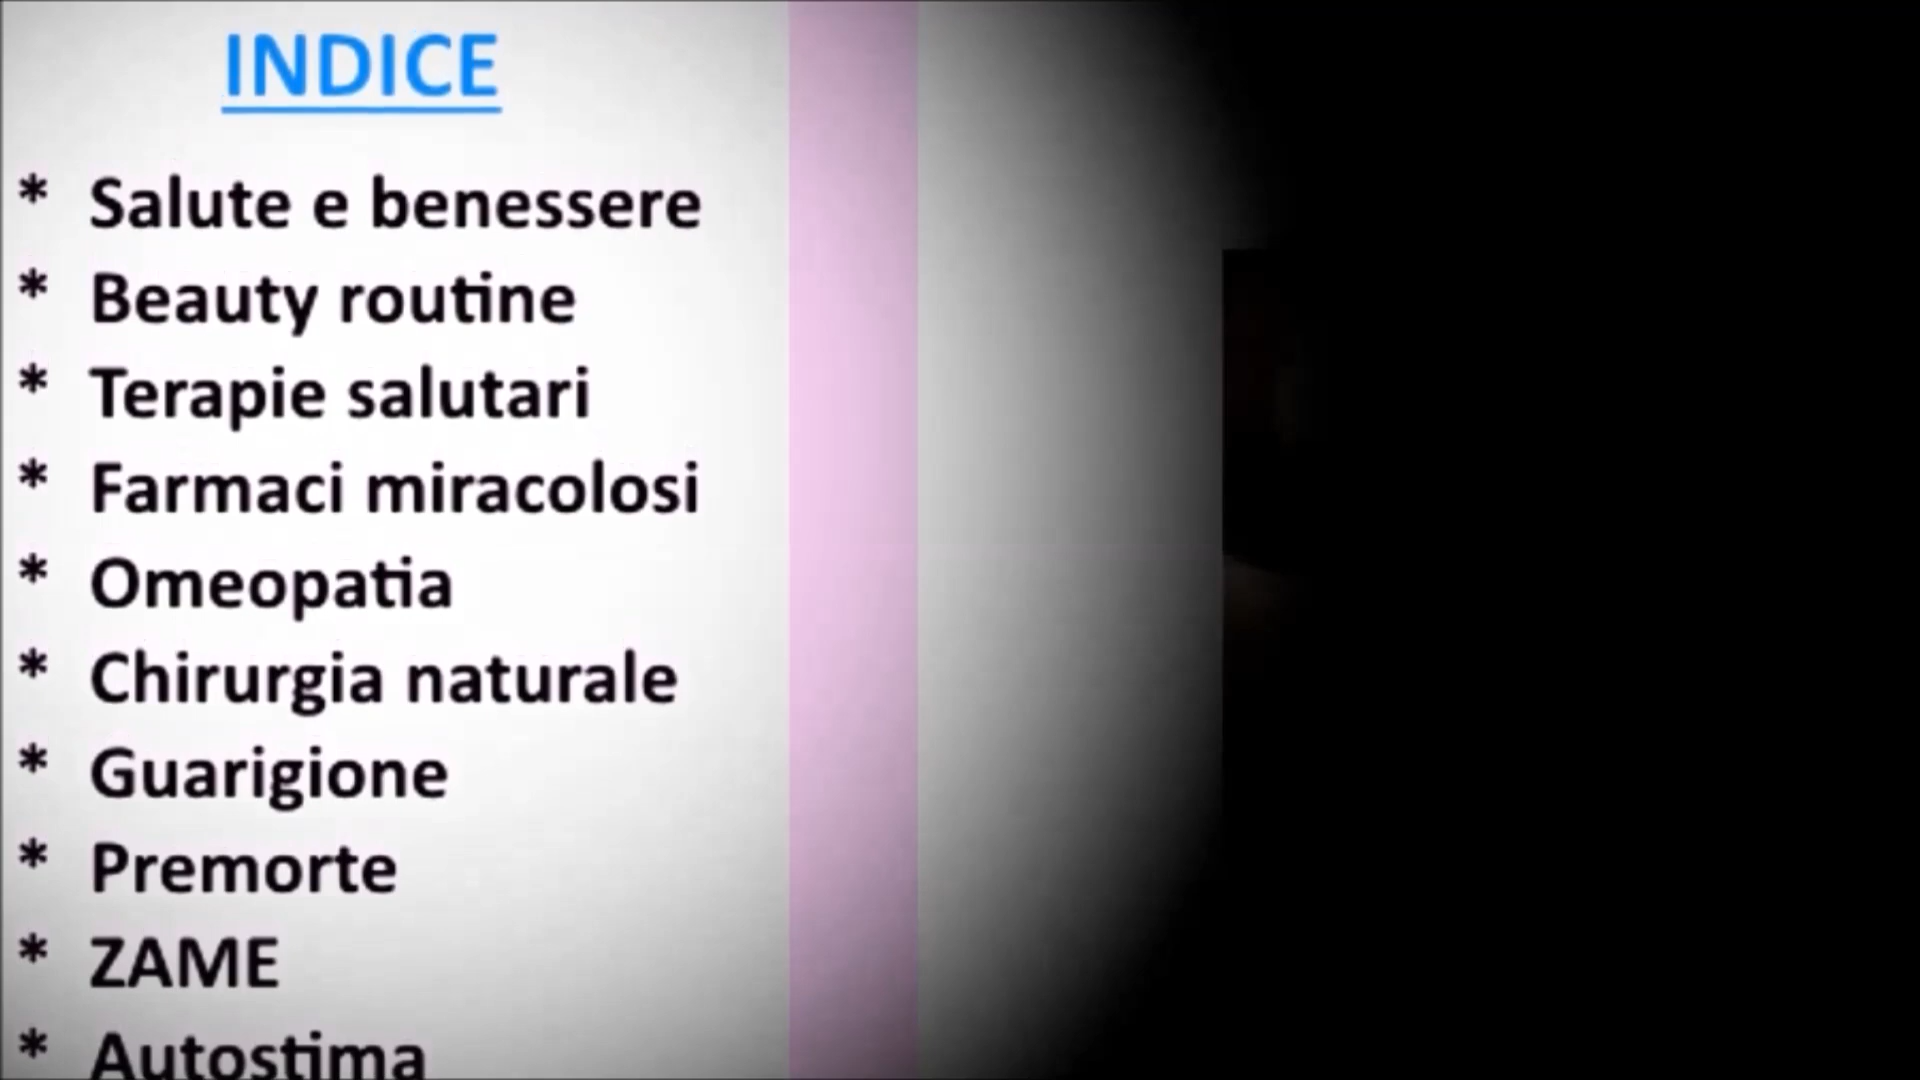 INDICE
* Salute e benessere
* Beauty routine
* Terapie salutari
* Farmaci miracolosi
* Omeopatia
* Chirurgia naturale
* Guarigione
* Premorte
* ZAME
* Autostima